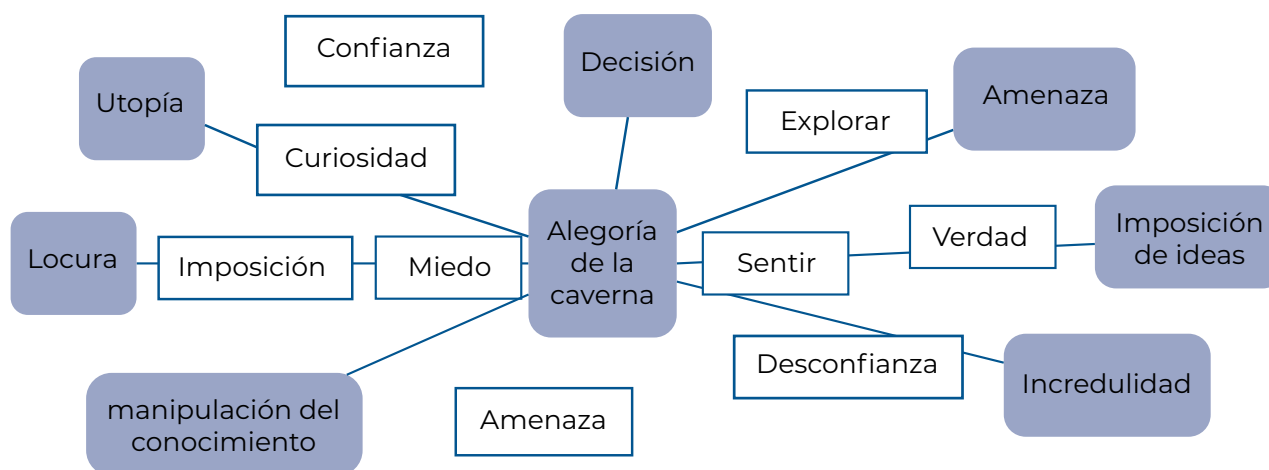 Confianza
Decisión
Utopía
Amenaza
Explorar
Curiosidad
Alegoría
de la
caverna
Locura
Imposición
Miedo
Sentir
Verdad
Imposición
de ideas
Desconfianza
Incredulidad
manipulación del
conocimiento
Amenaza